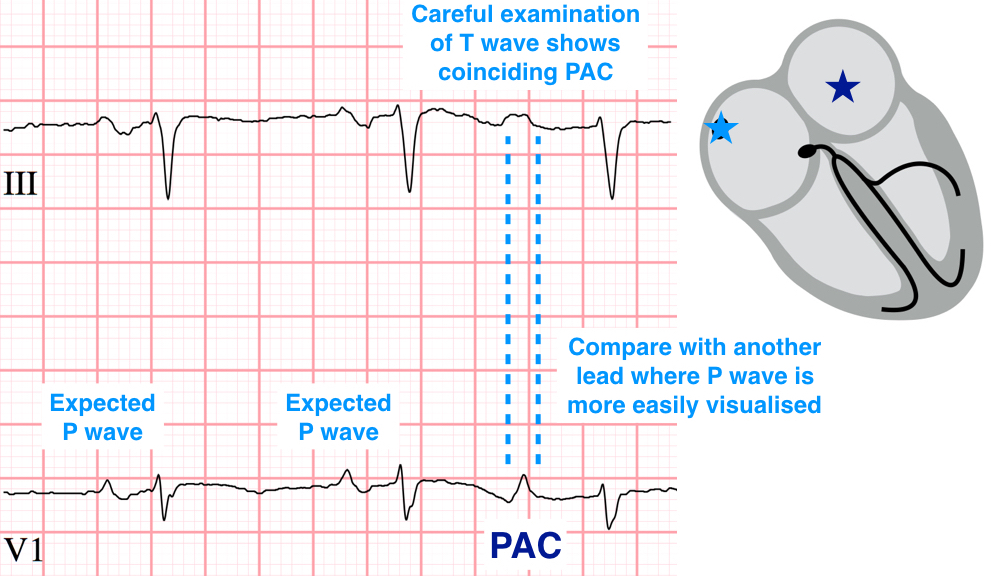 Careful examination
of T wave shows
coinciding PAC
III
Compare with another
lead where P wave is
more easily visualised
Expected
P wave
Expected
P wave
PAC
V1